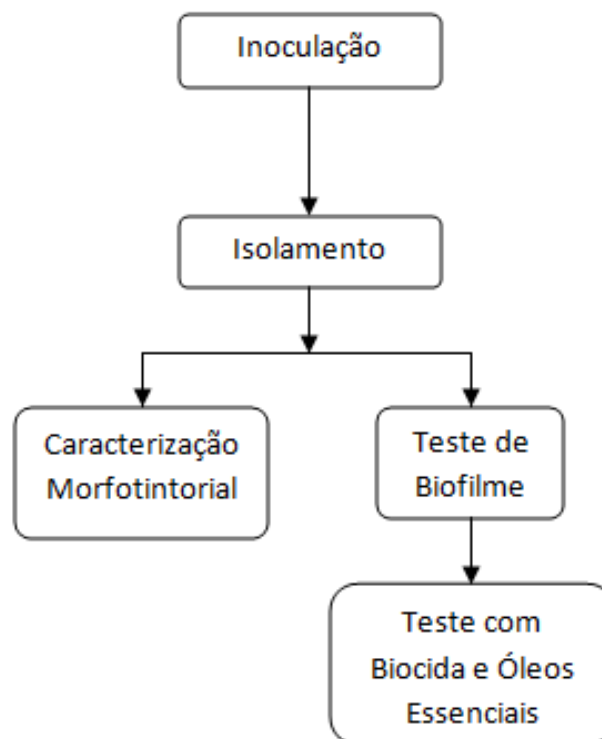 Inoculação
Isolamento
Caracterização
Morfotintorial
Teste de
Biofilme
Teste com
Biocida e Óleos
Essenciais